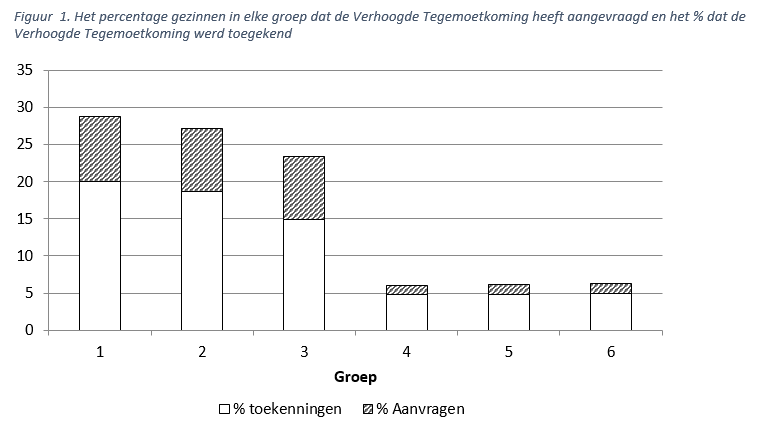 Figuur 1. Het percentage gezinnen in elke groep dat de Verhoogde Tegemoetkoming heeft aangevraagd en het % dat de
Verhoogde Tegemoetkoming werd toegekend
35
30
25
20
15
10
5
0
1 2 3 4 5 6
Groep
% toekenningen % Aanvragen